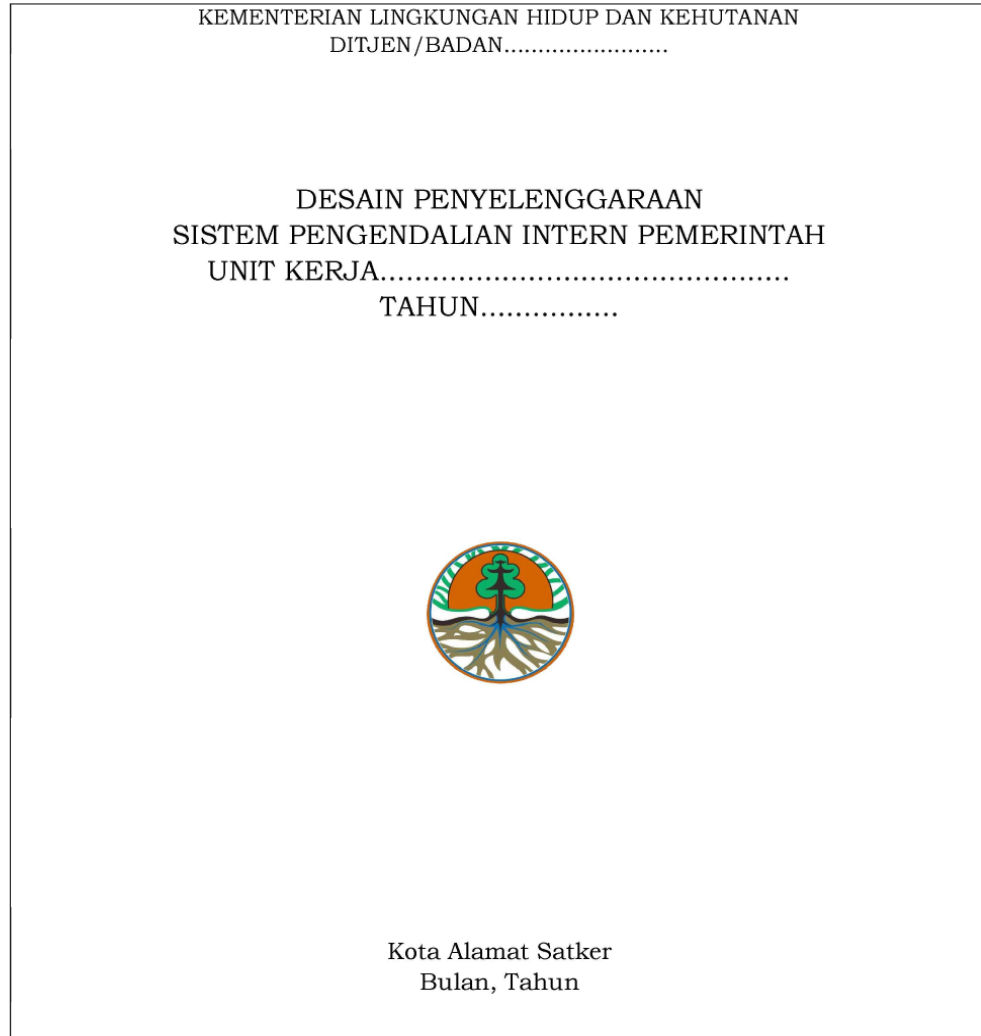 KEMENTERIAN LINGKUNGAN HIDUP DAN KEHUTANAN
DITJEN/BADAN........................
DESAIN PENYELENGGARAAN
SISTEM PENGENDALIAN INTERN PEMERINTAH
UNIT KERJA...............................................
TAHUN................
Kota Alamat Satker
Bulan, Tahun